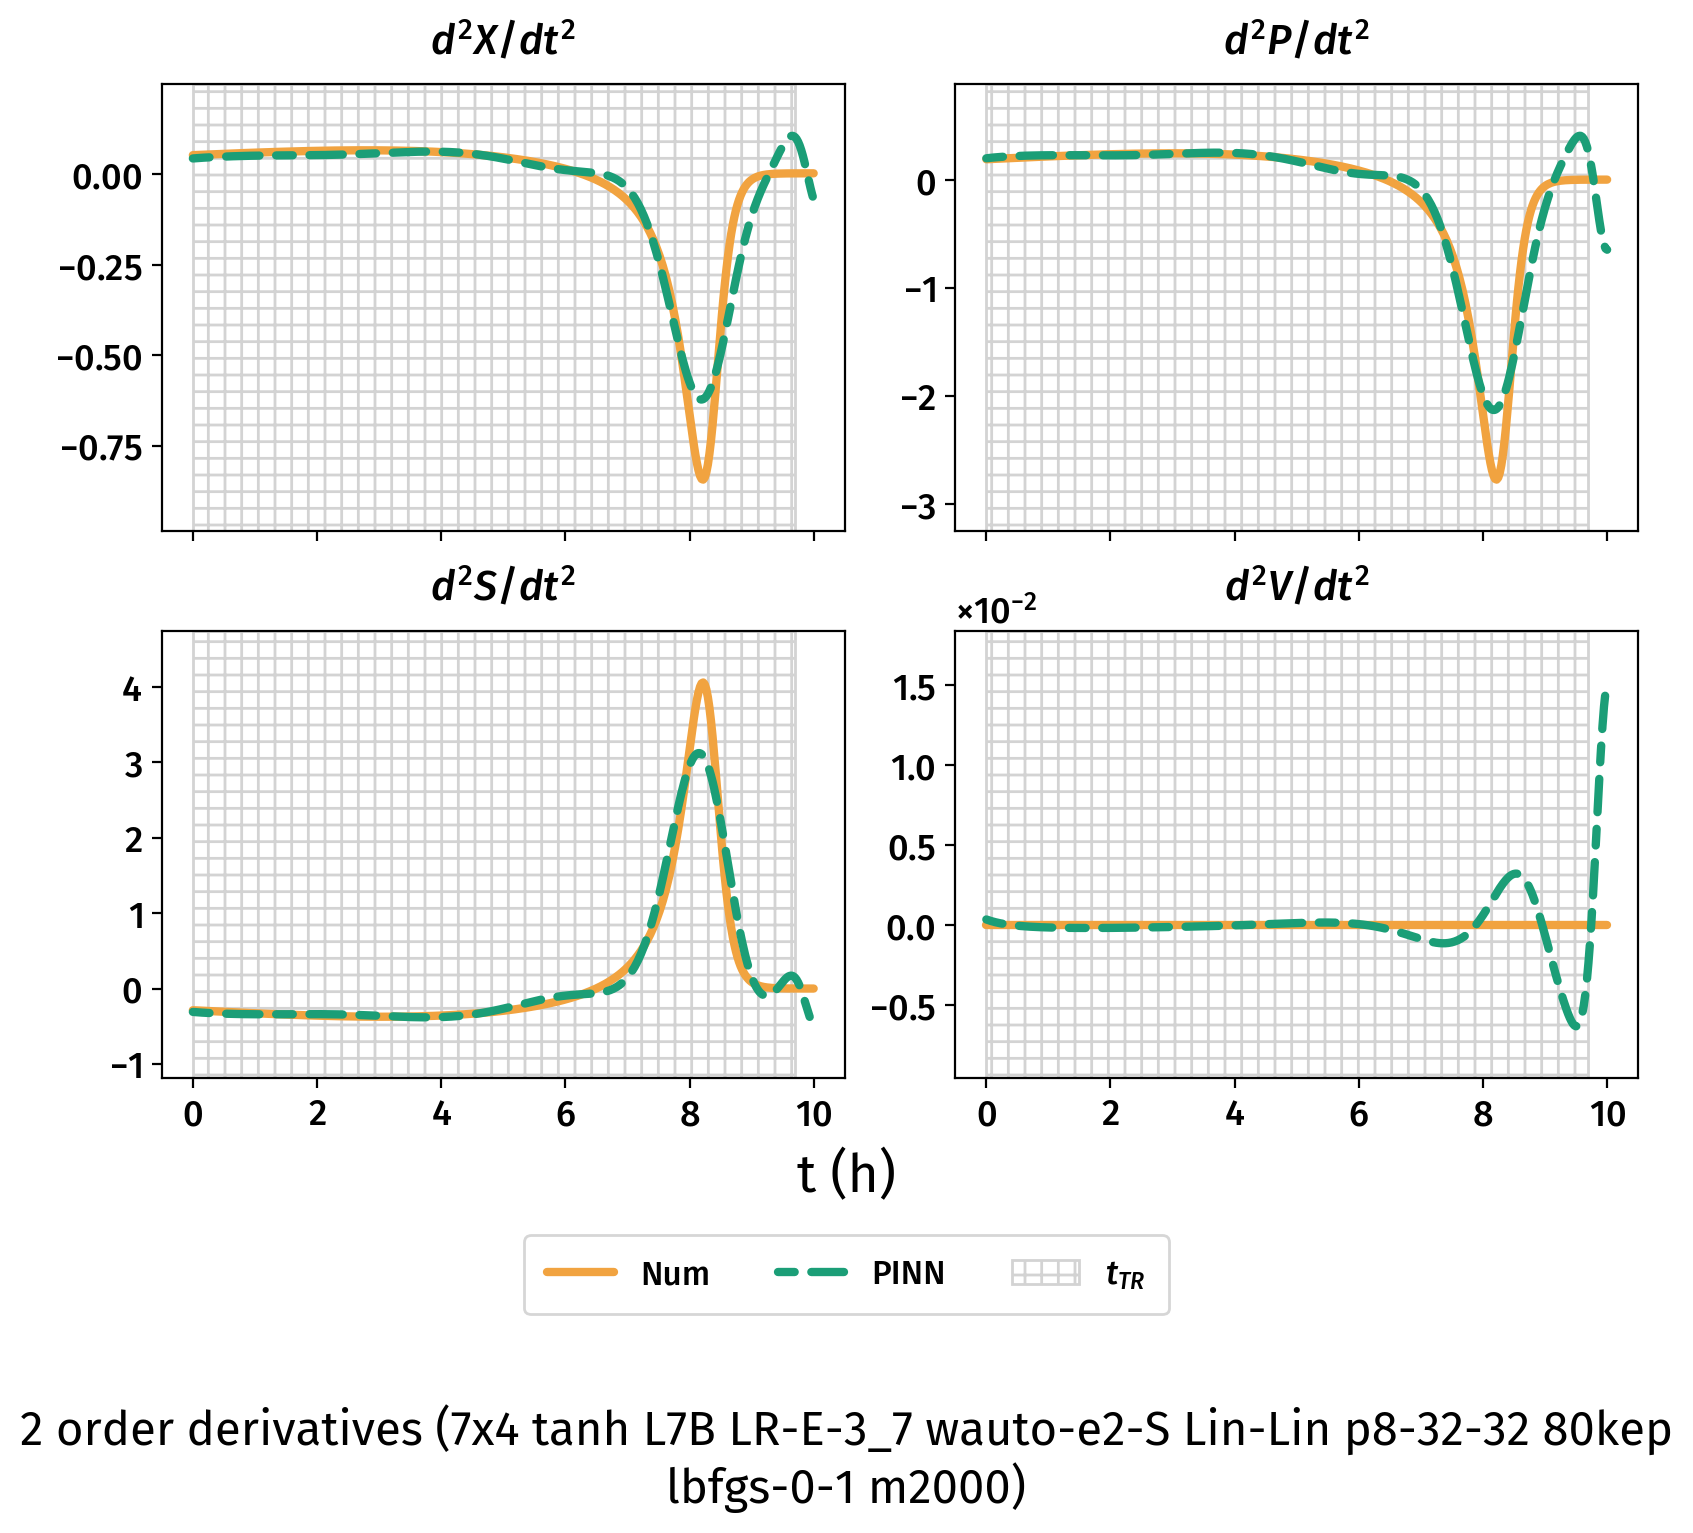 d²X/dt²
d²P/dt²
0.00
−0.25
−0.50
−0.75
0
−1
−2
−3
d²S/dt²
d²V/dt²
×10⁻²
4
3
2
1
0
−1
1.5
1.0
0.5
0.0
−0.5
0 2 4 6 8 10
0 2 4 6 8 10
t (h)
Num PINN t_TR
2 order derivatives (7x4 tanh L7B LR-E-3_7 wauto-e2-S Lin-Lin p8-32-32 80kep
lbfgs-0-1 m2000)